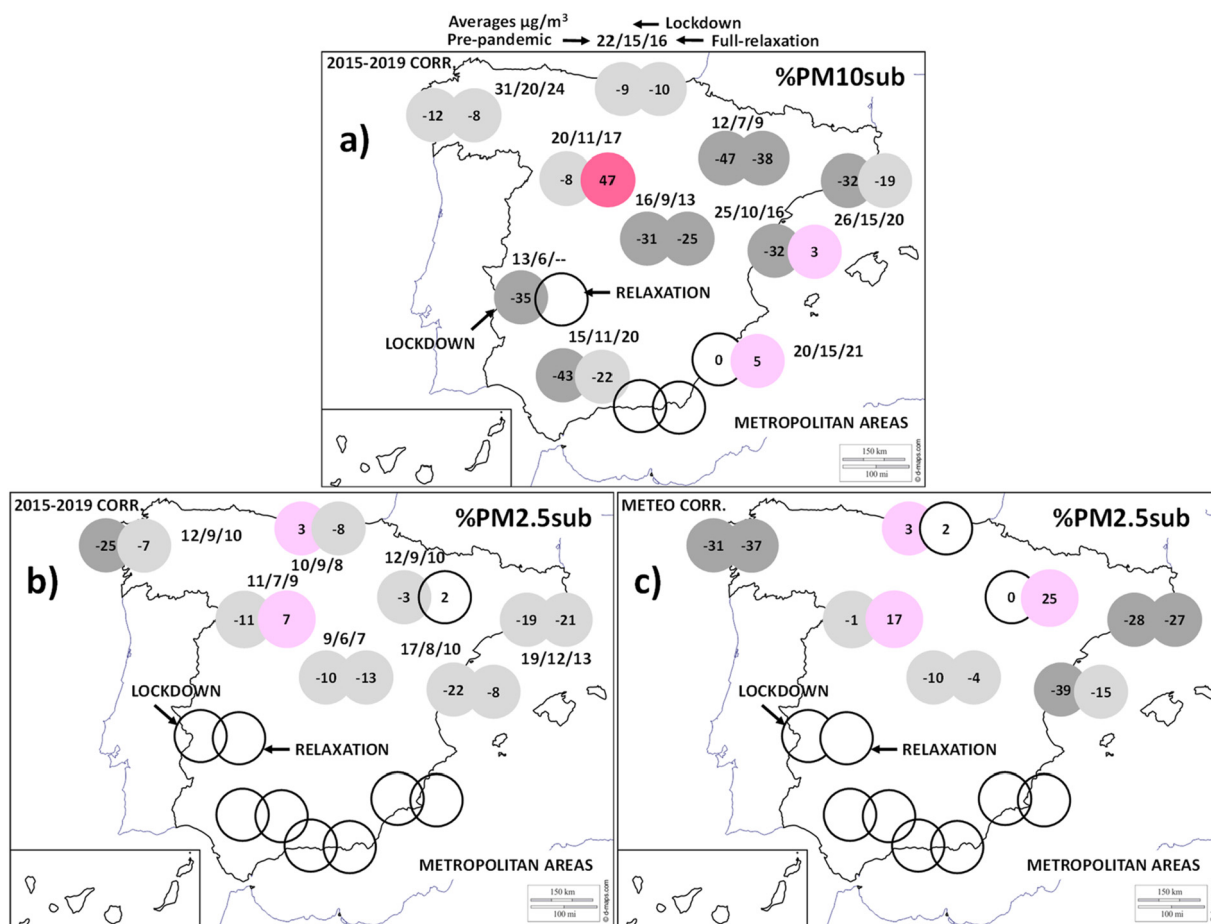 Averages µg/m³
Lockdown
Pre-pandemic
22/15/16
Full-relaxation
2015-2019 CORR.
%PM10sub
a)
31/20/24
-12 -8
-9 -10
20/11/17
-8 47
12/7/9
-47 -38
-32 -19
26/15/20
16/9/13
-31 -25
25/10/16
-32 3
13/6/--
-35
RELAXATION
LOCKDOWN
15/11/20
-43 -22
0 5
20/15/21
METROPOLITAN AREAS
150 km
100 mi
© d-maps.com
2015-2019 CORR.
%PM2.5sub
b)
-25 -7
12/9/10
3 -8
10/9/8
12/9/10
-3 2
11/7/9
-11 7
-19 -21
19/12/13
9/6/7
-10 -13
17/8/10
-22 -8
LOCKDOWN
RELAXATION
METROPOLITAN AREAS
150 km
100 mi
© d-maps.com
METEO CORR.
%PM2.5sub
c)
-31 -37
3 2
0 25
-1 17
-28 -27
-10 -4
-39 -15
LOCKDOWN
RELAXATION
METROPOLITAN AREAS
150 km
100 mi
© d-maps.com